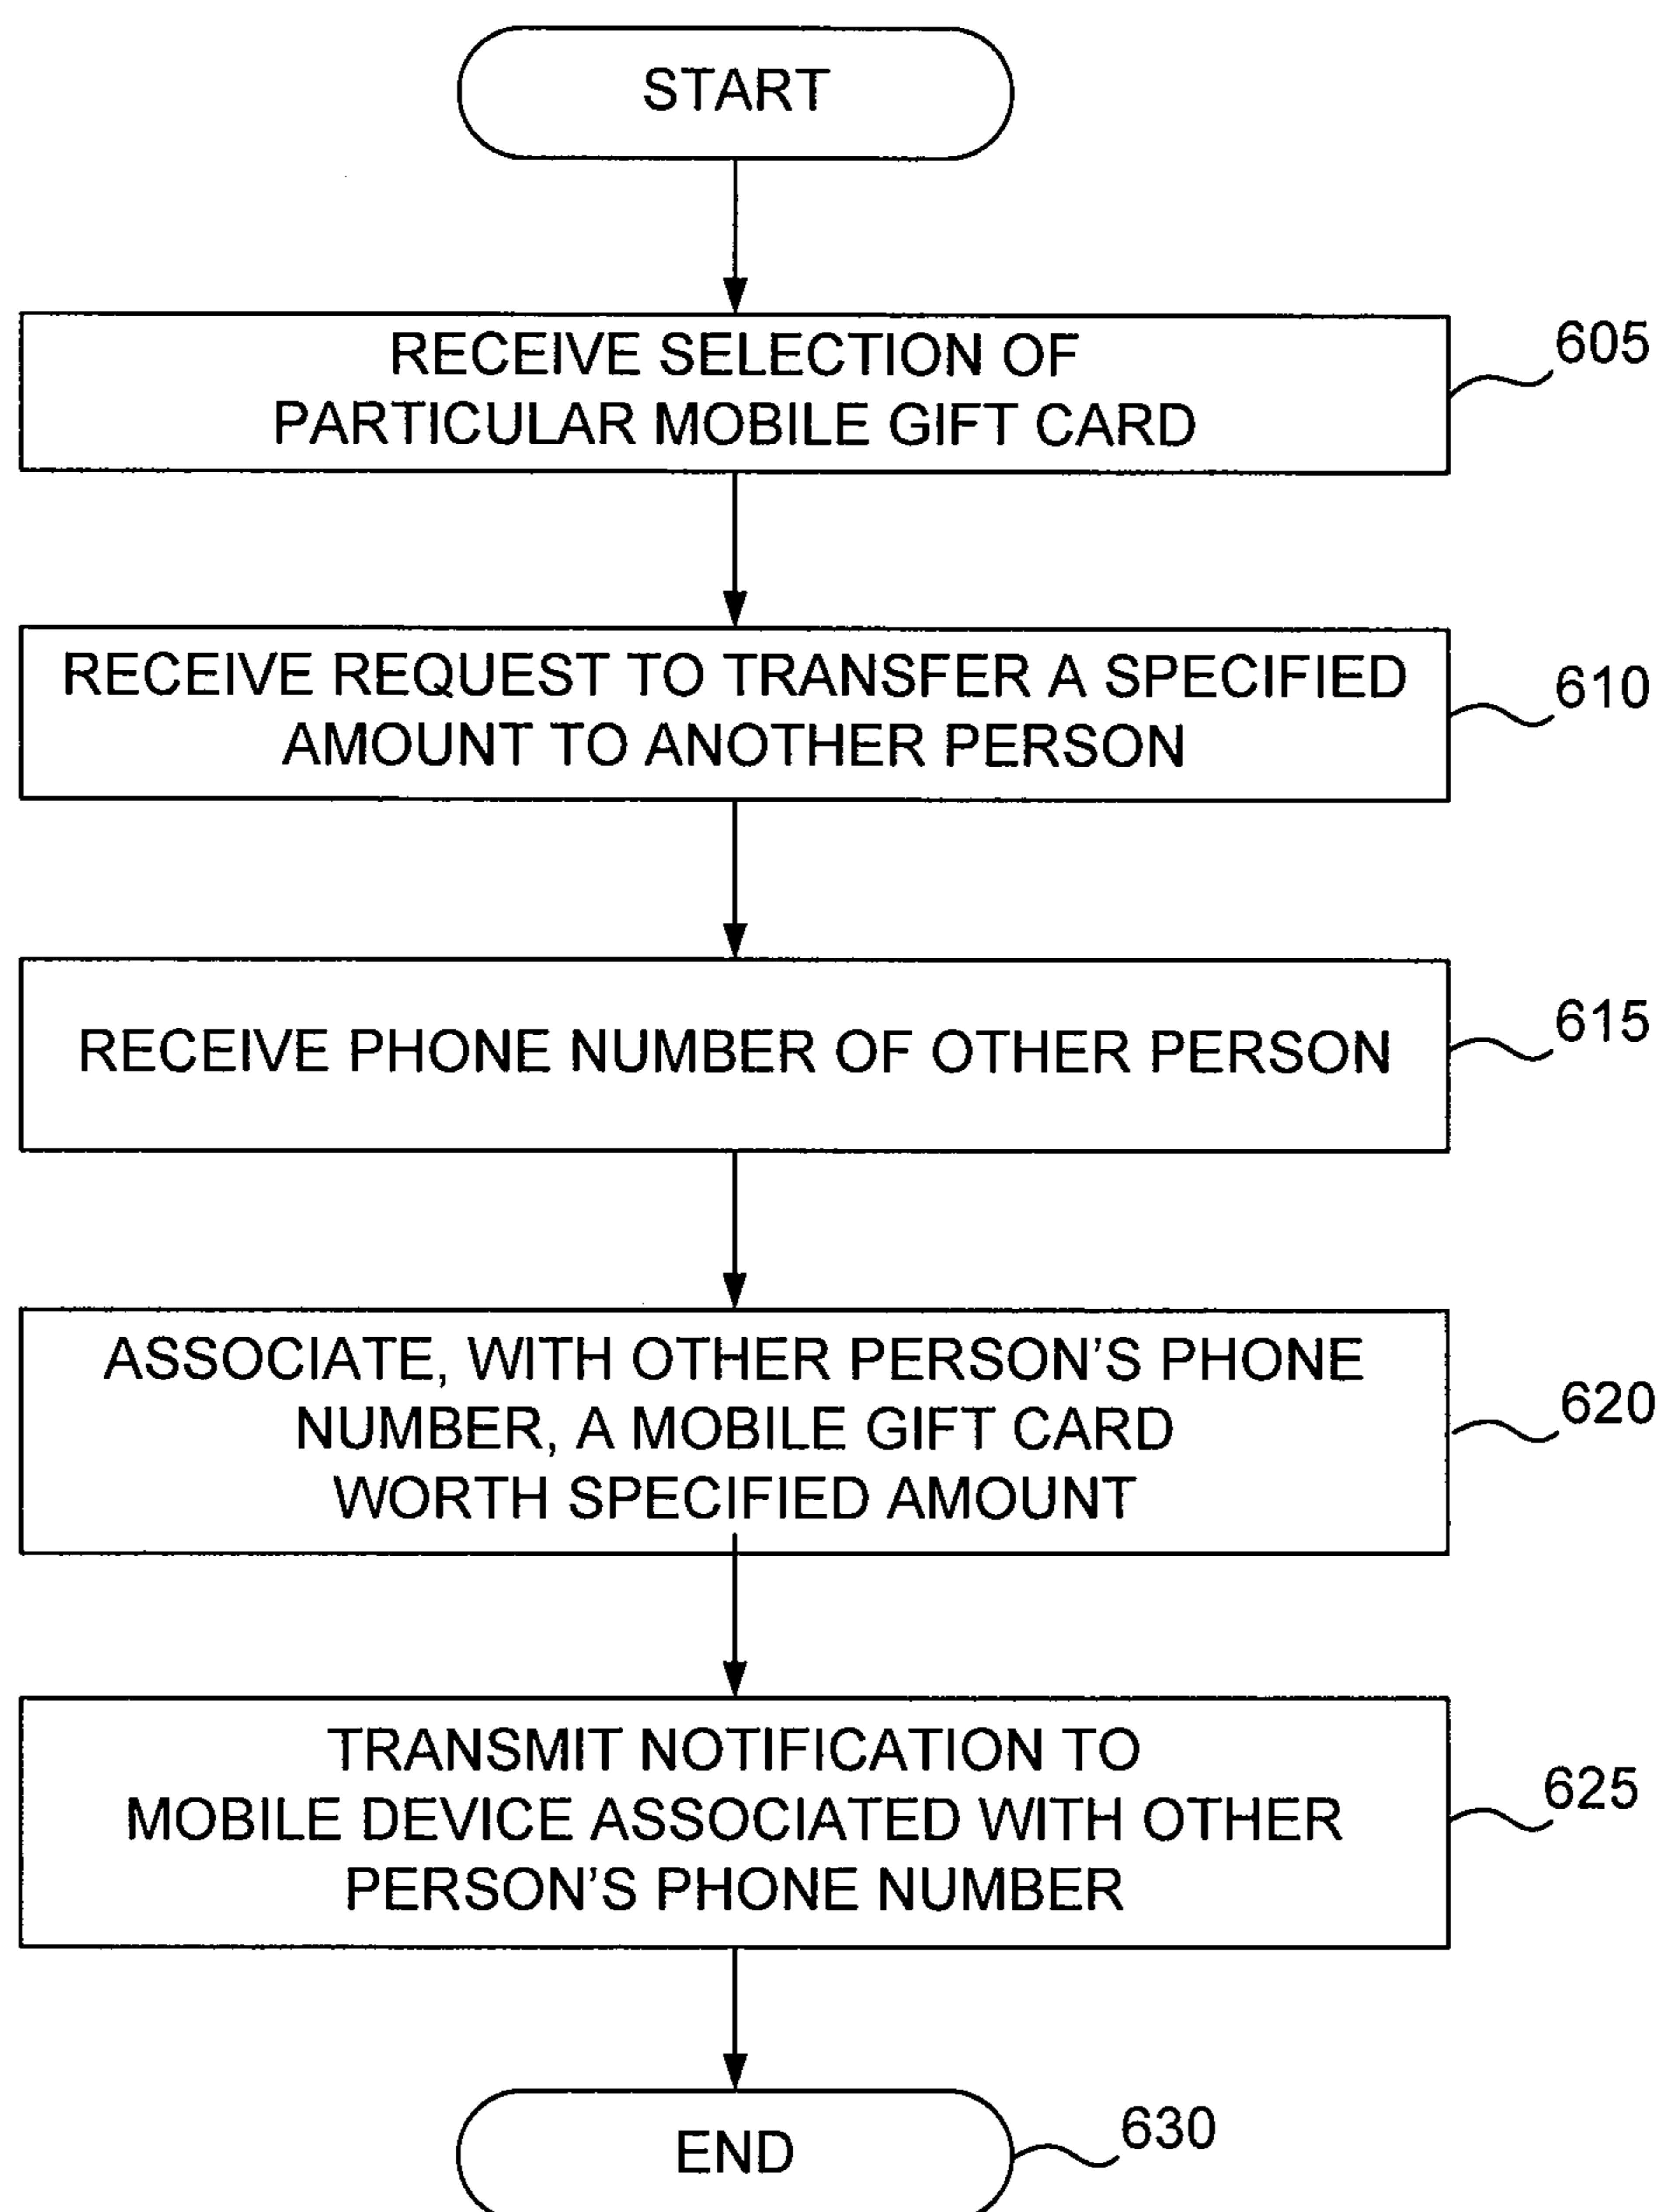 START
RECEIVE SELECTION OF
PARTICULAR MOBILE GIFT CARD
605
RECEIVE REQUEST TO TRANSFER A SPECIFIED
AMOUNT TO ANOTHER PERSON
610
RECEIVE PHONE NUMBER OF OTHER PERSON
615
ASSOCIATE, WITH OTHER PERSON'S PHONE
NUMBER, A MOBILE GIFT CARD
WORTH SPECIFIED AMOUNT
620
TRANSMIT NOTIFICATION TO
MOBILE DEVICE ASSOCIATED WITH OTHER
PERSON'S PHONE NUMBER
625
END
630